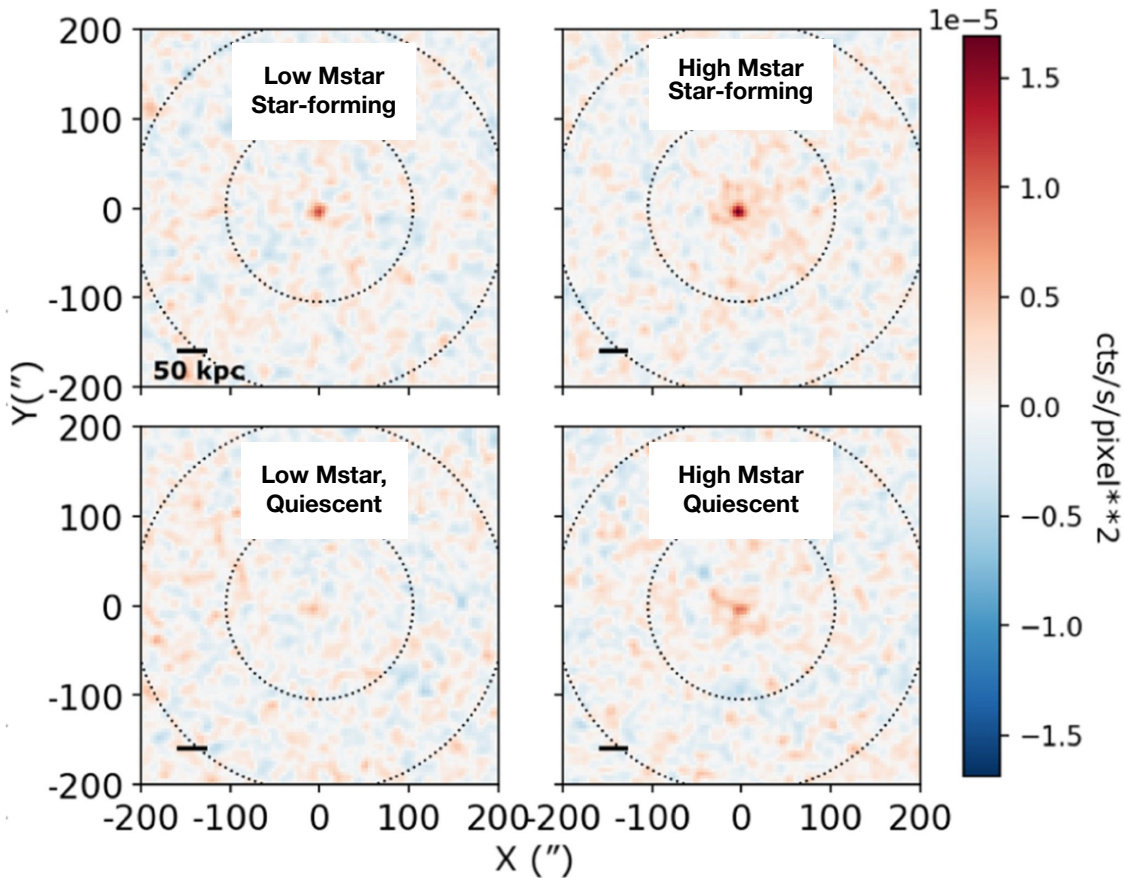 1e−5
200
100
0
-100
-200
Low Mstar
Star-forming
50 kpc
High Mstar
Star-forming
1.5
1.0
0.5
0.0
−0.5
−1.0
−1.5
cts/s/pixel**2
Y(″)
200
100
0
-100
-200
Low Mstar,
Quiescent
High Mstar
Quiescent
-200 -100 0 100 200
-200 -100 0 100 200
X (″)